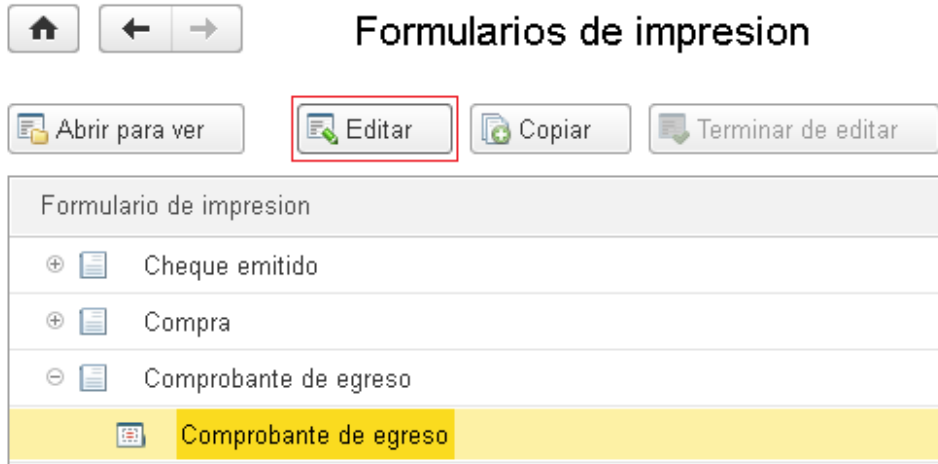 Formularios de impresion
Abrir para ver Editar Copiar Terminar de editar
Formulario de impresion
Cheque emitido
Compra
Comprobante de egreso
Comprobante de egreso